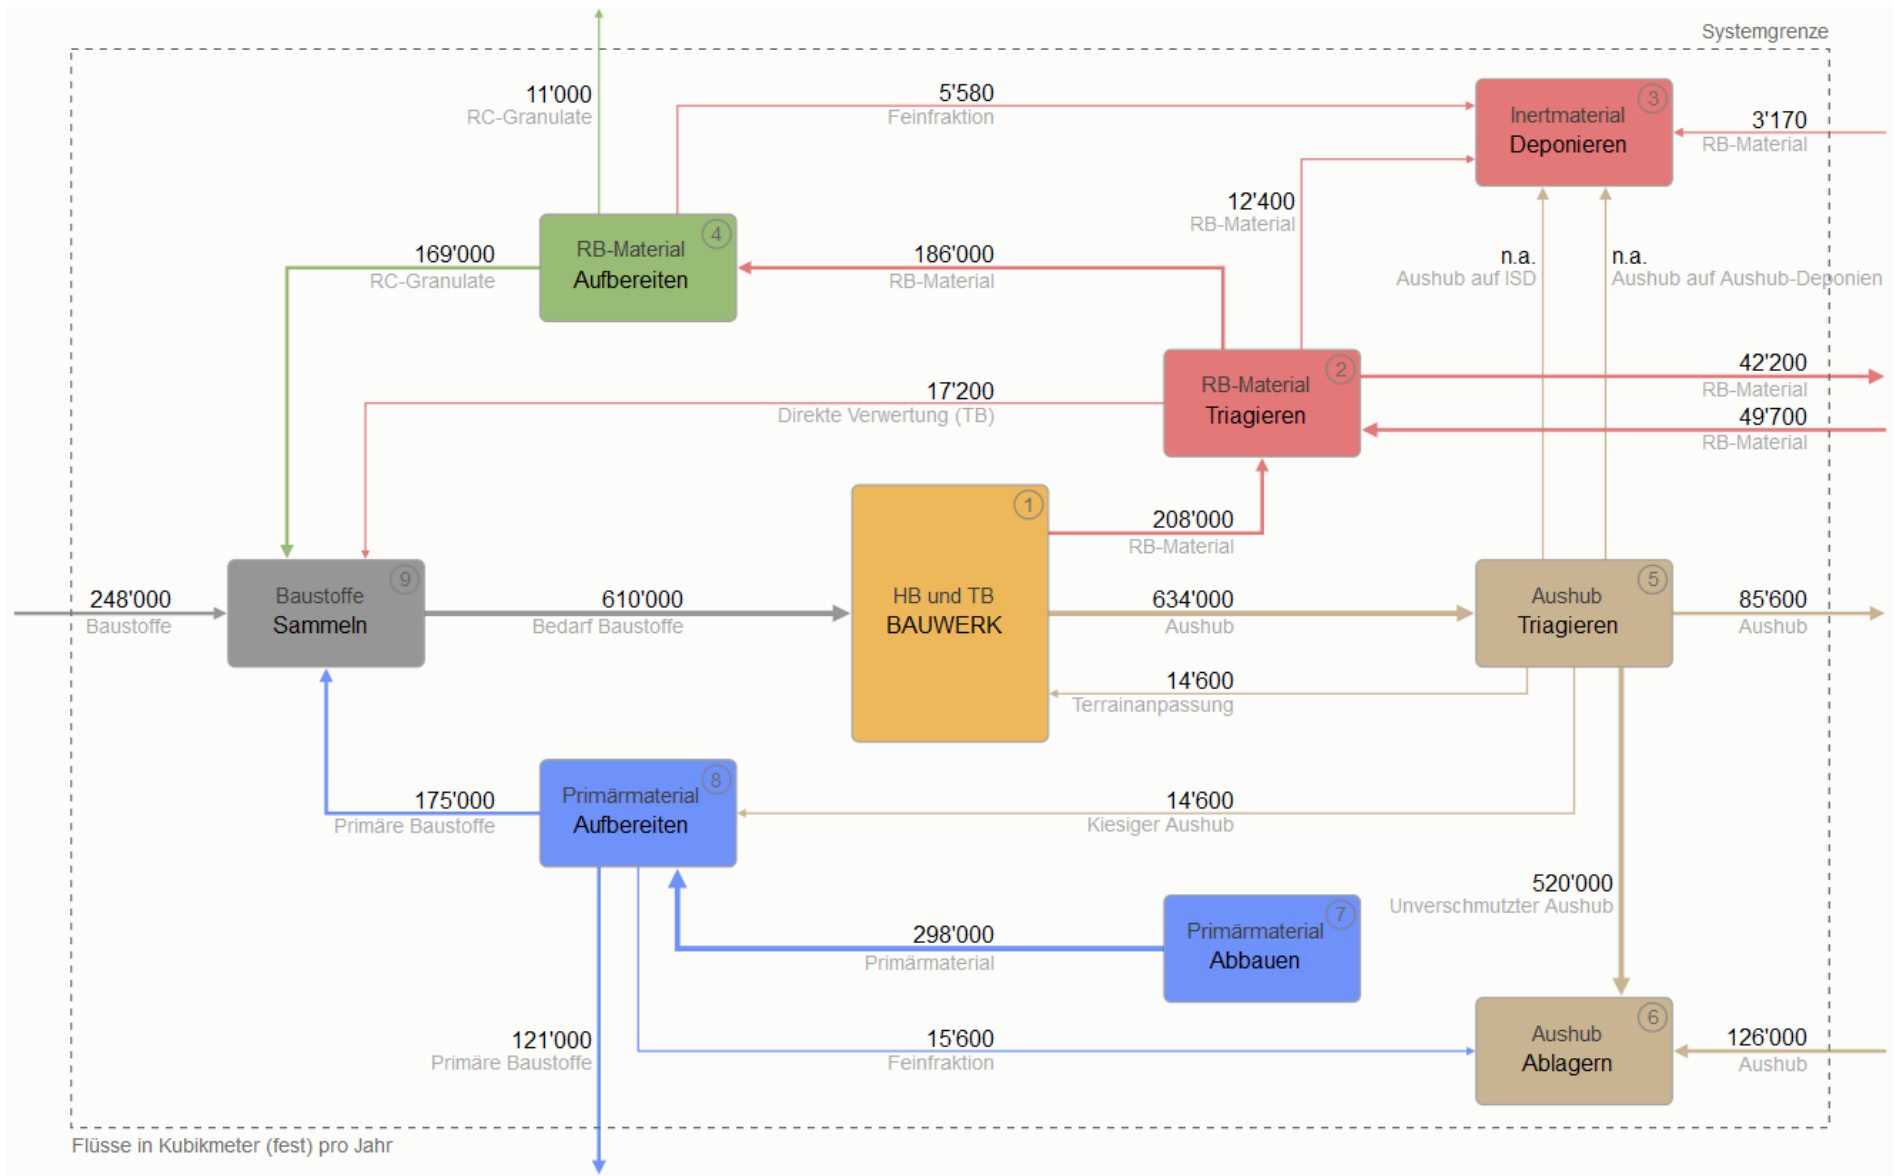 Systemgrenze
11'000
RC-Granulate
5'580
Feinfraktion
3
Inertmaterial
Deponieren
3'170
RB-Material
12'400
RB-Material
4
RB-Material
Aufbereiten
169'000
RC-Granulate
186'000
RB-Material
n.a.
Aushub auf ISD
n.a.
Aushub auf Aushub-Deponien
2
RB-Material
Triagieren
42'200
RB-Material
49'700
RB-Material
17'200
Direkte Verwertung (TB)
1
HB und TB
BAUWERK
208'000
RB-Material
248'000
Baustoffe
9
Baustoffe
Sammeln
610'000
Bedarf Baustoffe
634'000
Aushub
5
Aushub
Triagieren
85'600
Aushub
14'600
Terrainanpassung
8
Primärmaterial
Aufbereiten
175'000
Primäre Baustoffe
14'600
Kiesiger Aushub
520'000
Unverschmutzter Aushub
7
Primärmaterial
Abbauen
298'000
Primärmaterial
6
Aushub
Ablagern
126'000
Aushub
121'000
Primäre Baustoffe
15'600
Feinfraktion
Flüsse in Kubikmeter (fest) pro Jahr